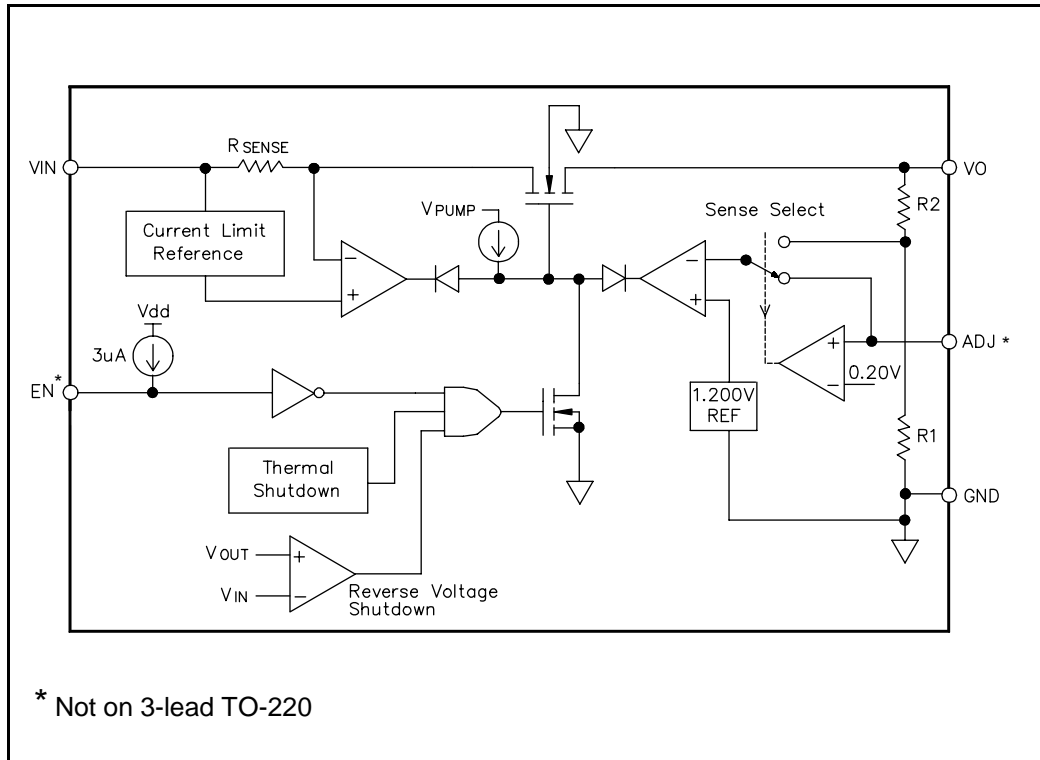 RSENSE
VIN
VO
R2
VPUMP
Sense Select
Current Limit
Reference
−
+
−
+
Vdd
3uA
EN*
+
−
0.20V
ADJ *
1.200V
REF
R1
Thermal
Shutdown
GND
VOUT
+
VIN
−
Reverse Voltage
Shutdown
* Not on 3-lead TO-220